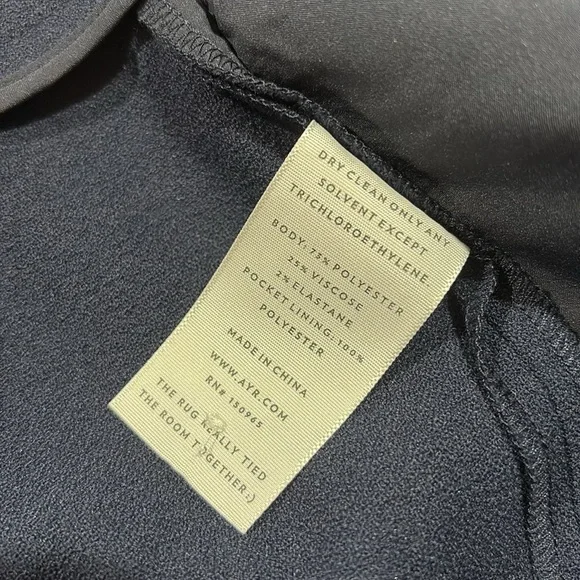 DRY CLEAN ONLY ANY
SOLVENT EXCEPT
TRICHLOROETHYLENE.
BODY: 73% POLYESTER
25% VISCOSE
2% ELASTANE
POCKET LINING: 100%
POLYESTER
MADE IN CHINA
WWW.AYR.COM
RN# 150965
THE RUG REALLY TIED
THE ROOM TOGETHER:)